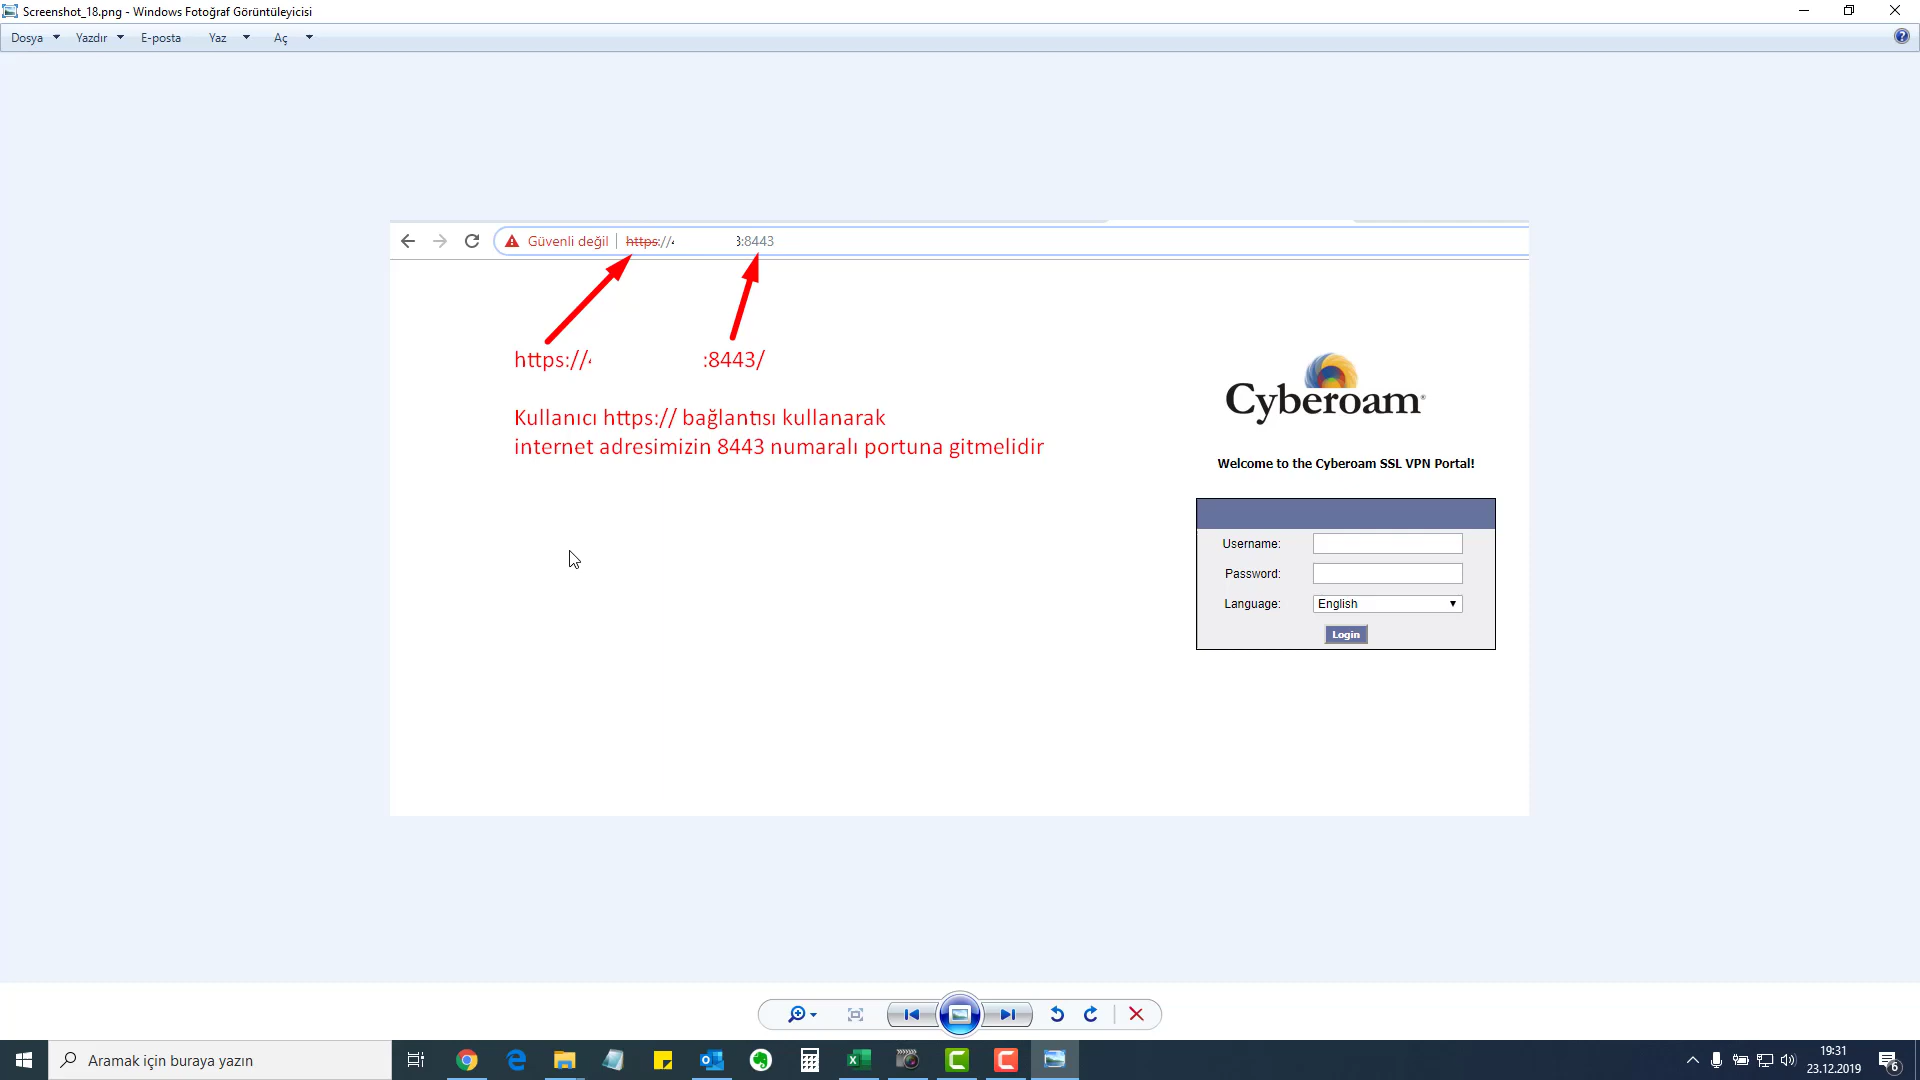 Screenshot_18.png - Windows Fotoğraf Görüntüleyicisi
Dosya Yazdır E-posta Yaz Aç
Güvenli değil https:// :8443
https:// :8443/
Kullanıcı https:// bağlantısı kullanarak
internet adresimizin 8443 numaralı portuna gitmelidir
Cyberoam
Welcome to the Cyberoam SSL VPN Portal!
Username:
Password:
Language: English
Login
Aramak için buraya yazın
19:31
23.12.2019
6